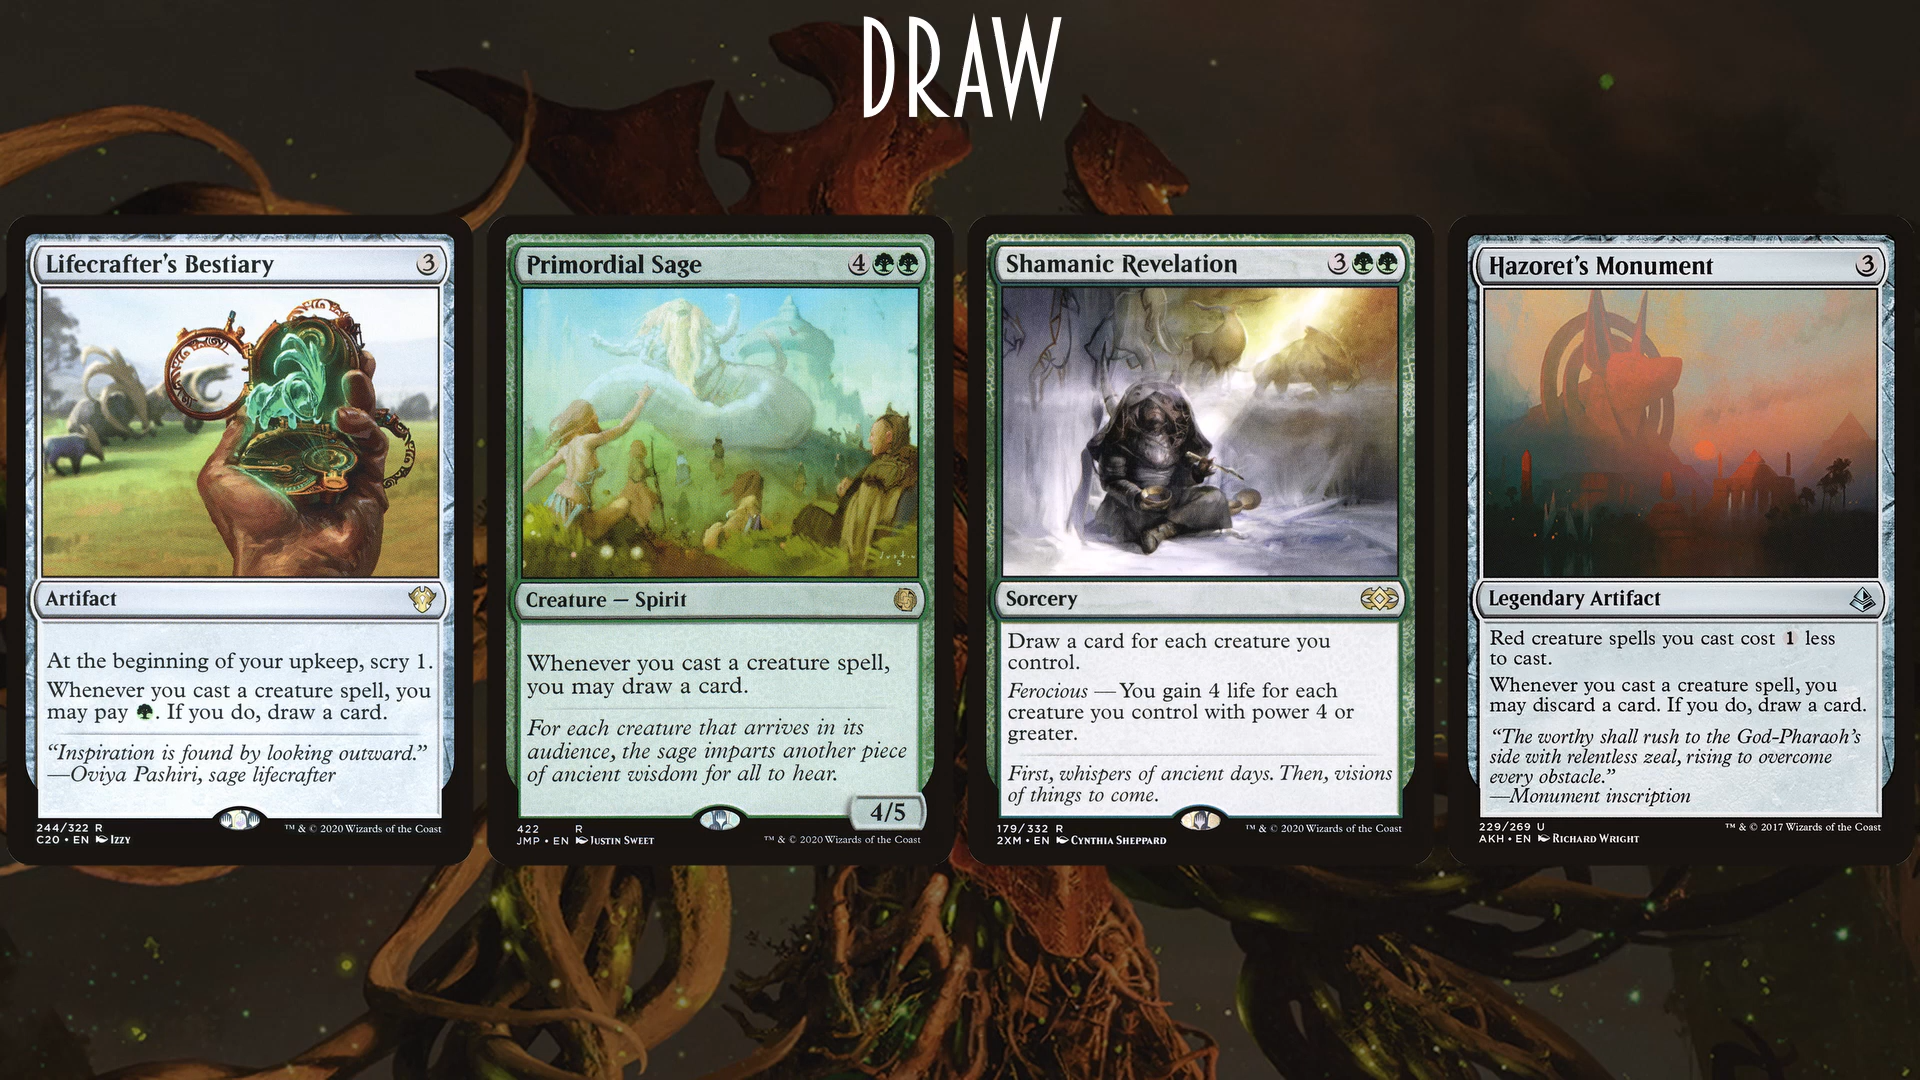 DRAW
Lifecrafter's Bestiary 3
Artifact
At the beginning of your upkeep, scry 1.
Whenever you cast a creature spell, you
may pay . If you do, draw a card.
“Inspiration is found by looking outward.”
—Oviya Pashiri, sage lifecrafter
244/322 R
C20 • EN Izzy
™ & © 2020 Wizards of the Coast
Primordial Sage 4
Creature — Spirit
Whenever you cast a creature spell,
you may draw a card.
For each creature that arrives in its
audience, the sage imparts another piece
of ancient wisdom for all to hear.
4/5
422 R
JMP • EN Justin Sweet
™ & © 2020 Wizards of the Coast
Shamanic Revelation 3
Sorcery
Draw a card for each creature you
control.
Ferocious — You gain 4 life for each
creature you control with power 4 or
greater.
First, whispers of ancient days. Then, visions
of things to come.
179/332 R
2XM • EN Cynthia Sheppard
™ & © 2020 Wizards of the Coast
Hazoret's Monument 3
Legendary Artifact
Red creature spells you cast cost 1 less
to cast.
Whenever you cast a creature spell, you
may discard a card. If you do, draw a card.
“The worthy shall rush to the God-Pharaoh's
side with relentless zeal, rising to overcome
every obstacle.”
—Monument inscription
229/269 U
AKH • EN Richard Wright
™ & © 2017 Wizards of the Coast